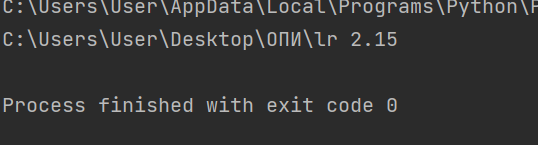 C:\Users\User\AppData\Local\Programs\Python\
C:\Users\User\Desktop\ОПИ\lr 2.15
Process finished with exit code 0